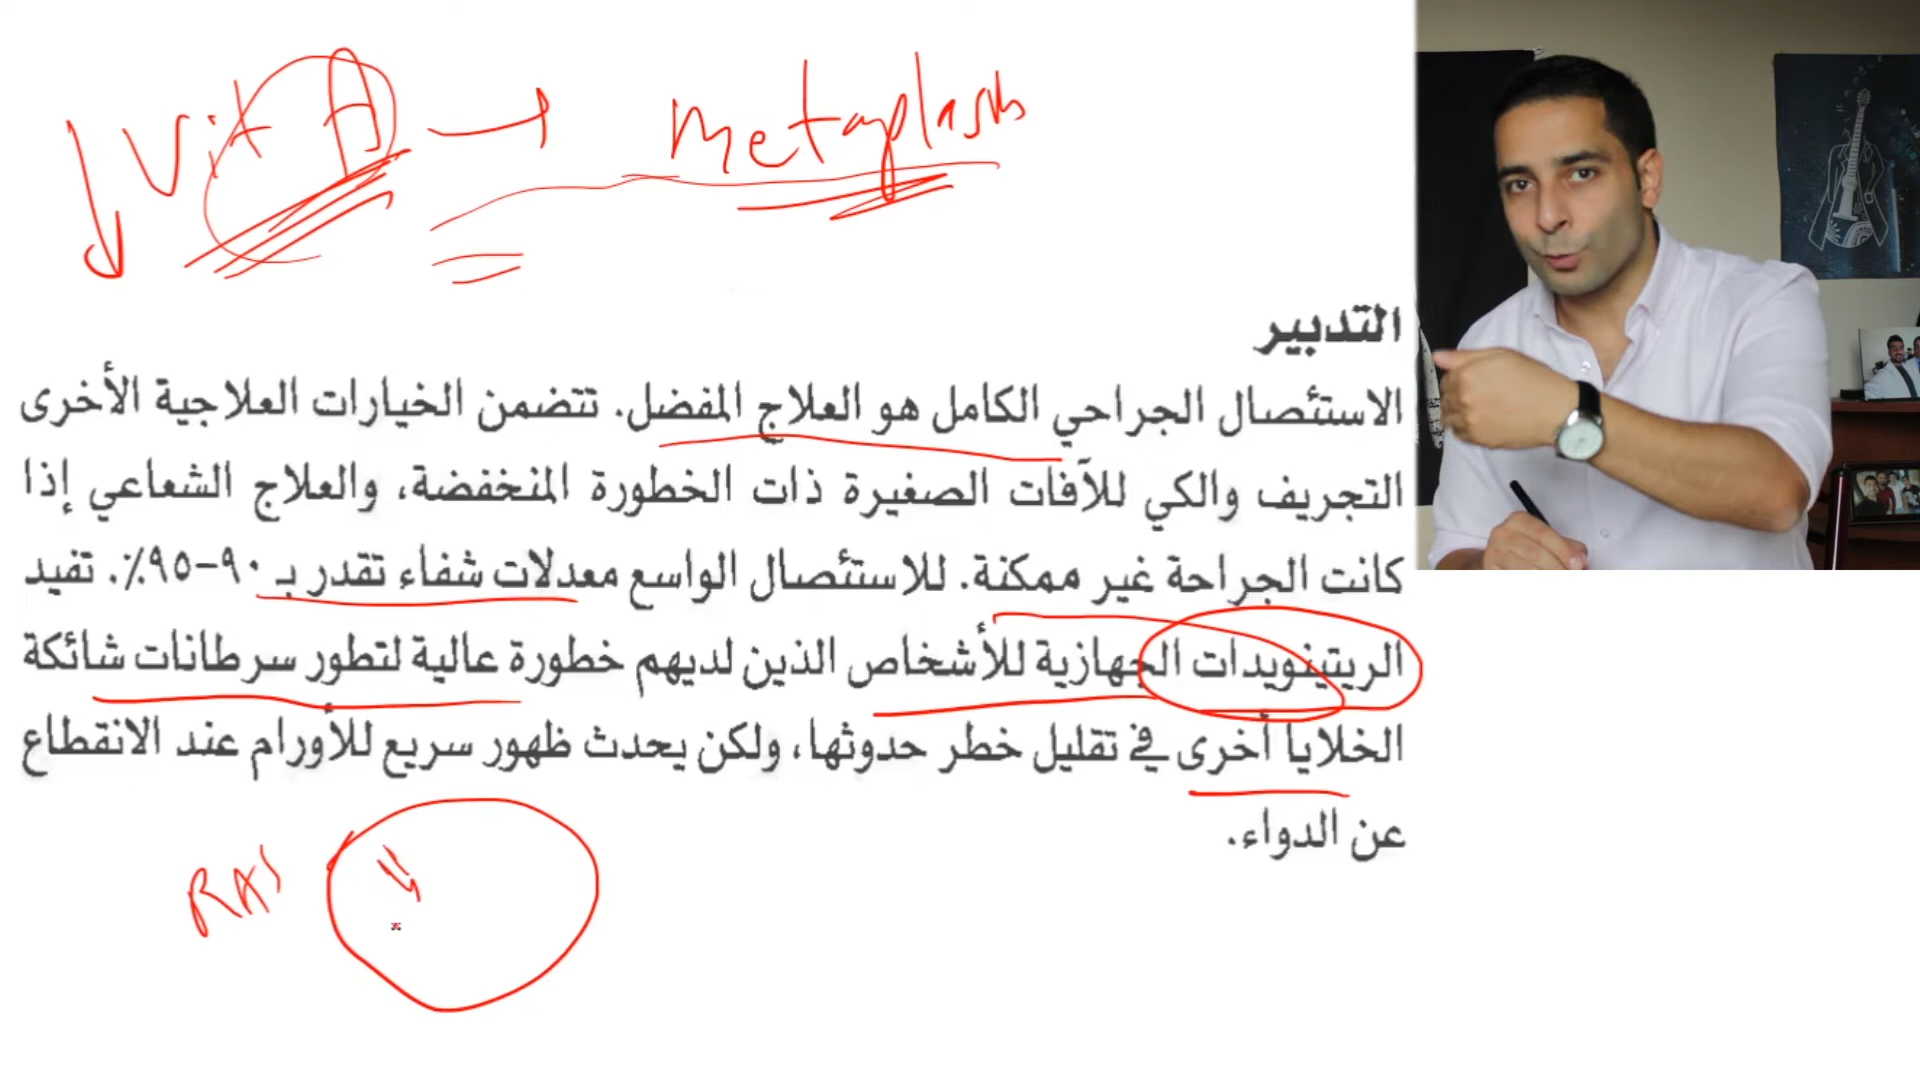 ↓ Vit A → metaplasia
التدبير
الاستئصال الجراحي الكامل هو العلاج المفضل. تتضمن الخيارات العلاجية الأخرى
التجريف والكي للآفات الصغيرة ذات الخطورة المنخفضة، والعلاج الشعاعي إذا
كانت الجراحة غير ممكنة. للاستئصال الواسع معدلات شفاء تقدر بـ ٩٠-٩٥٪. تفيد
الريتينويدات الجهازية للأشخاص الذين لديهم خطورة عالية لتطور سرطانات شائكة
الخلايا أخرى في تقليل خطر حدوثها، ولكن يحدث ظهور سريع للأورام عند الانقطاع
عن الدواء.